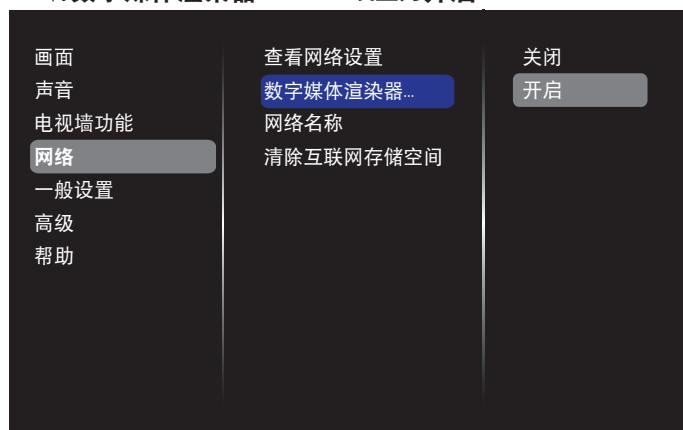 画面
声音
电视墙功能
网络
一般设置
高级
帮助
查看网络设置
数字媒体渲染器...
网络名称
清除互联网存储空间
关闭
开启